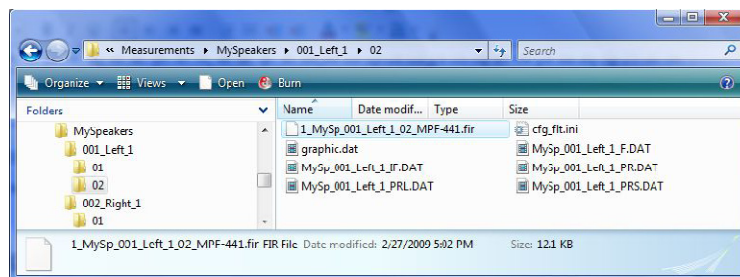 « Measurements ▸ MySpeakers ▸ 001_Left_1 ▸ 02 Search
Organize Views Open Burn
Folders Name Date modif... Type Size
MySpeakers 1_MySp_001_Left_1_02_MPF-441.fir cfg_flt.ini
001_Left_1 graphic.dat MySp_001_Left_1_F.DAT
01 MySp_001_Left_1_IF.DAT MySp_001_Left_1_PR.DAT
02 MySp_001_Left_1_PRL.DAT MySp_001_Left_1_PRS.DAT
002_Right_1
01
1_MySp_001_Left_1_02_MPF-441.fir FIR File Date modified: 2/27/2009 5:02 PM Size: 12.1 KB